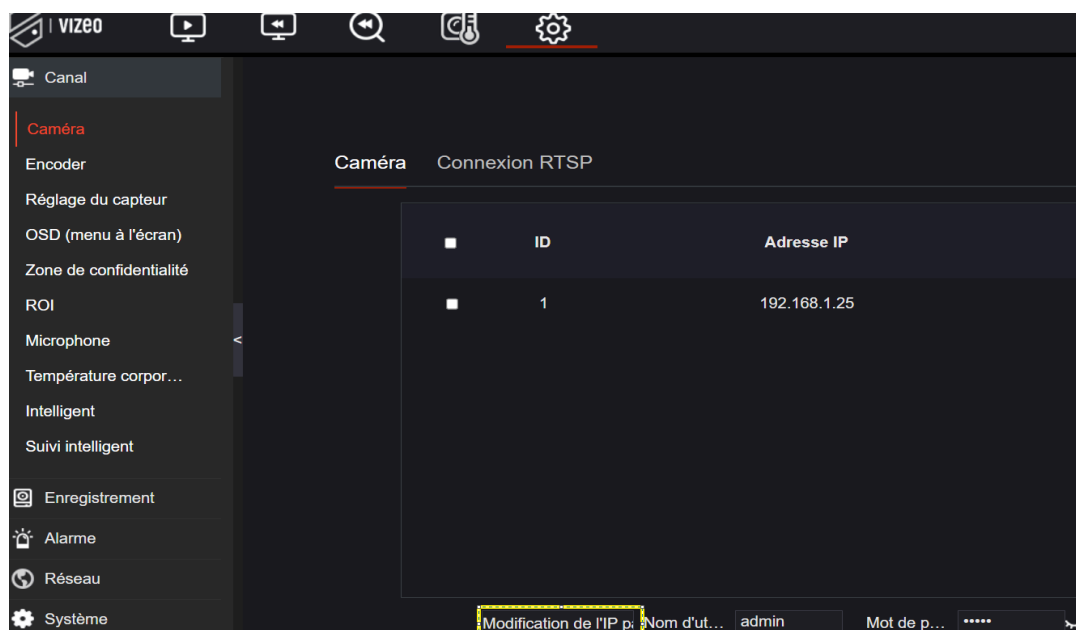 VIZEO
Canal
Caméra
Encoder
Réglage du capteur
OSD (menu à l'écran)
Zone de confidentialité
ROI
Microphone
Température corpor...
Intelligent
Suivi intelligent
Enregistrement
Alarme
Réseau
Système
<
Caméra Connexion RTSP
ID Adresse IP
1 192.168.1.25
Modification de l'IP pa Nom d'ut... admin Mot de p... •••••